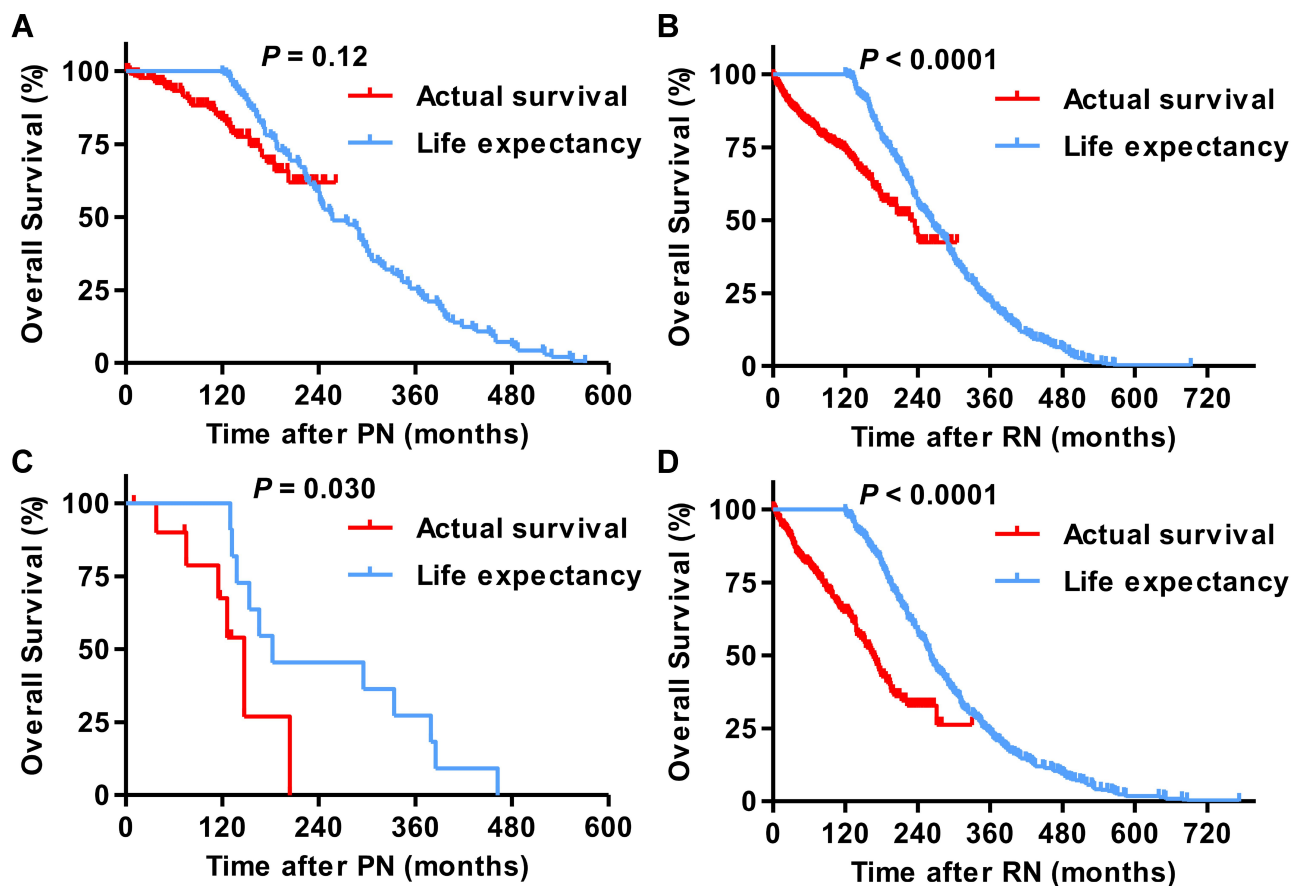 A
P = 0.12
Actual survival
Life expectancy
Overall Survival (%)
100
75
50
25
0
0 120 240 360 480 600
Time after PN (months)
B
P < 0.0001
Actual survival
Life expectancy
Overall Survival (%)
100
75
50
25
0
0 120 240 360 480 600 720
Time after RN (months)
C
P = 0.030
Actual survival
Life expectancy
Overall Survival (%)
100
75
50
25
0
0 120 240 360 480 600
Time after PN (months)
D
P < 0.0001
Actual survival
Life expectancy
Overall Survival (%)
100
75
50
25
0
0 120 240 360 480 600 720
Time after RN (months)